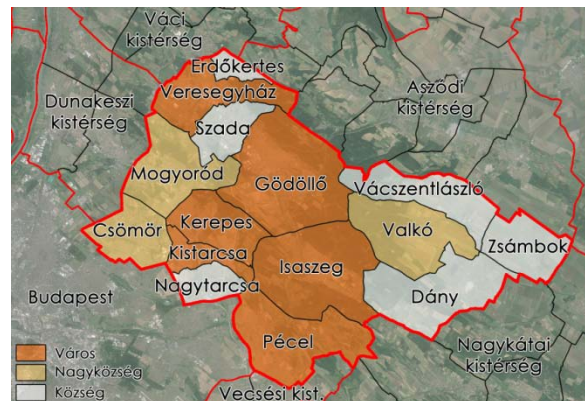 Váci
kistérség
Erdőkertes
Dunakeszi
kistérség
Veresegyház
Aszódi
kistérség
Szada
Mogyoród
Gödöllő
Vácszentlászló
Csömör
Kerepes
Valkó
Zsámbok
Kistarcsa
Isaszeg
Nagytarcsa
Dány
Budapest
Pécel
Nagykátai
kistérség
Város
Nagyközség
Község
Vecsési kist.